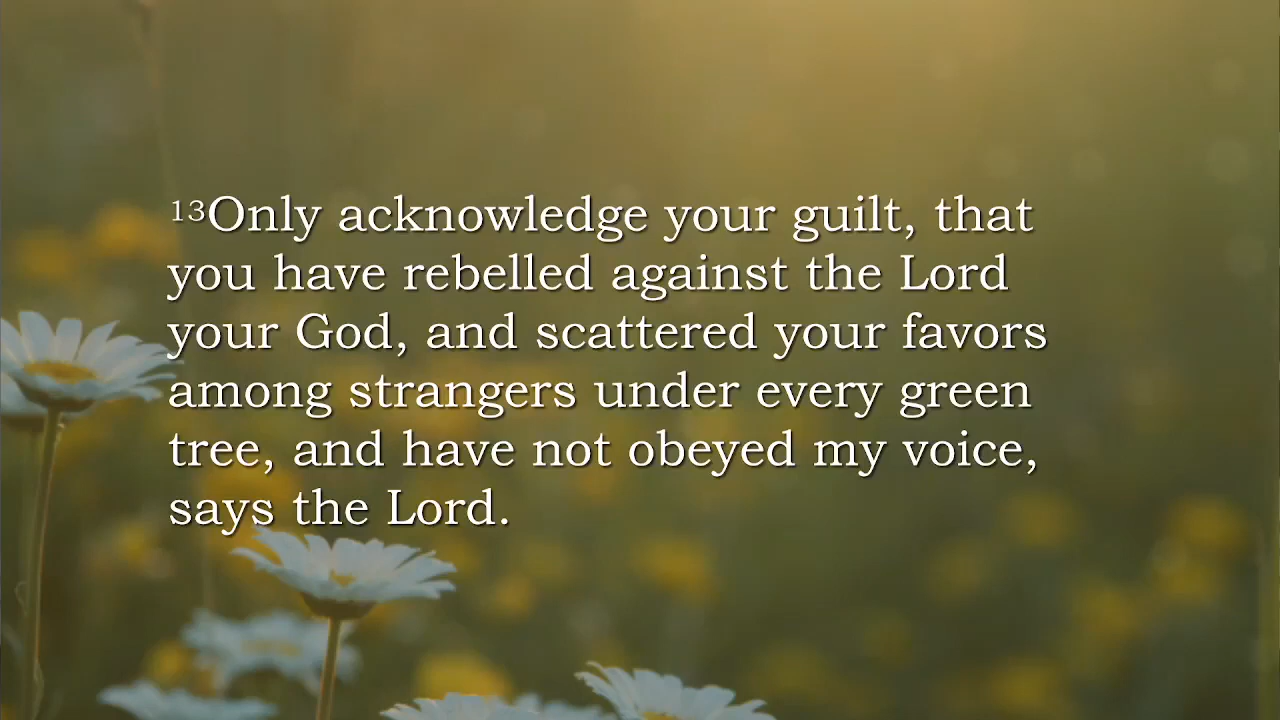 ¹³Only acknowledge your guilt, that
you have rebelled against the Lord
your God, and scattered your favors
among strangers under every green
tree, and have not obeyed my voice,
says the Lord.